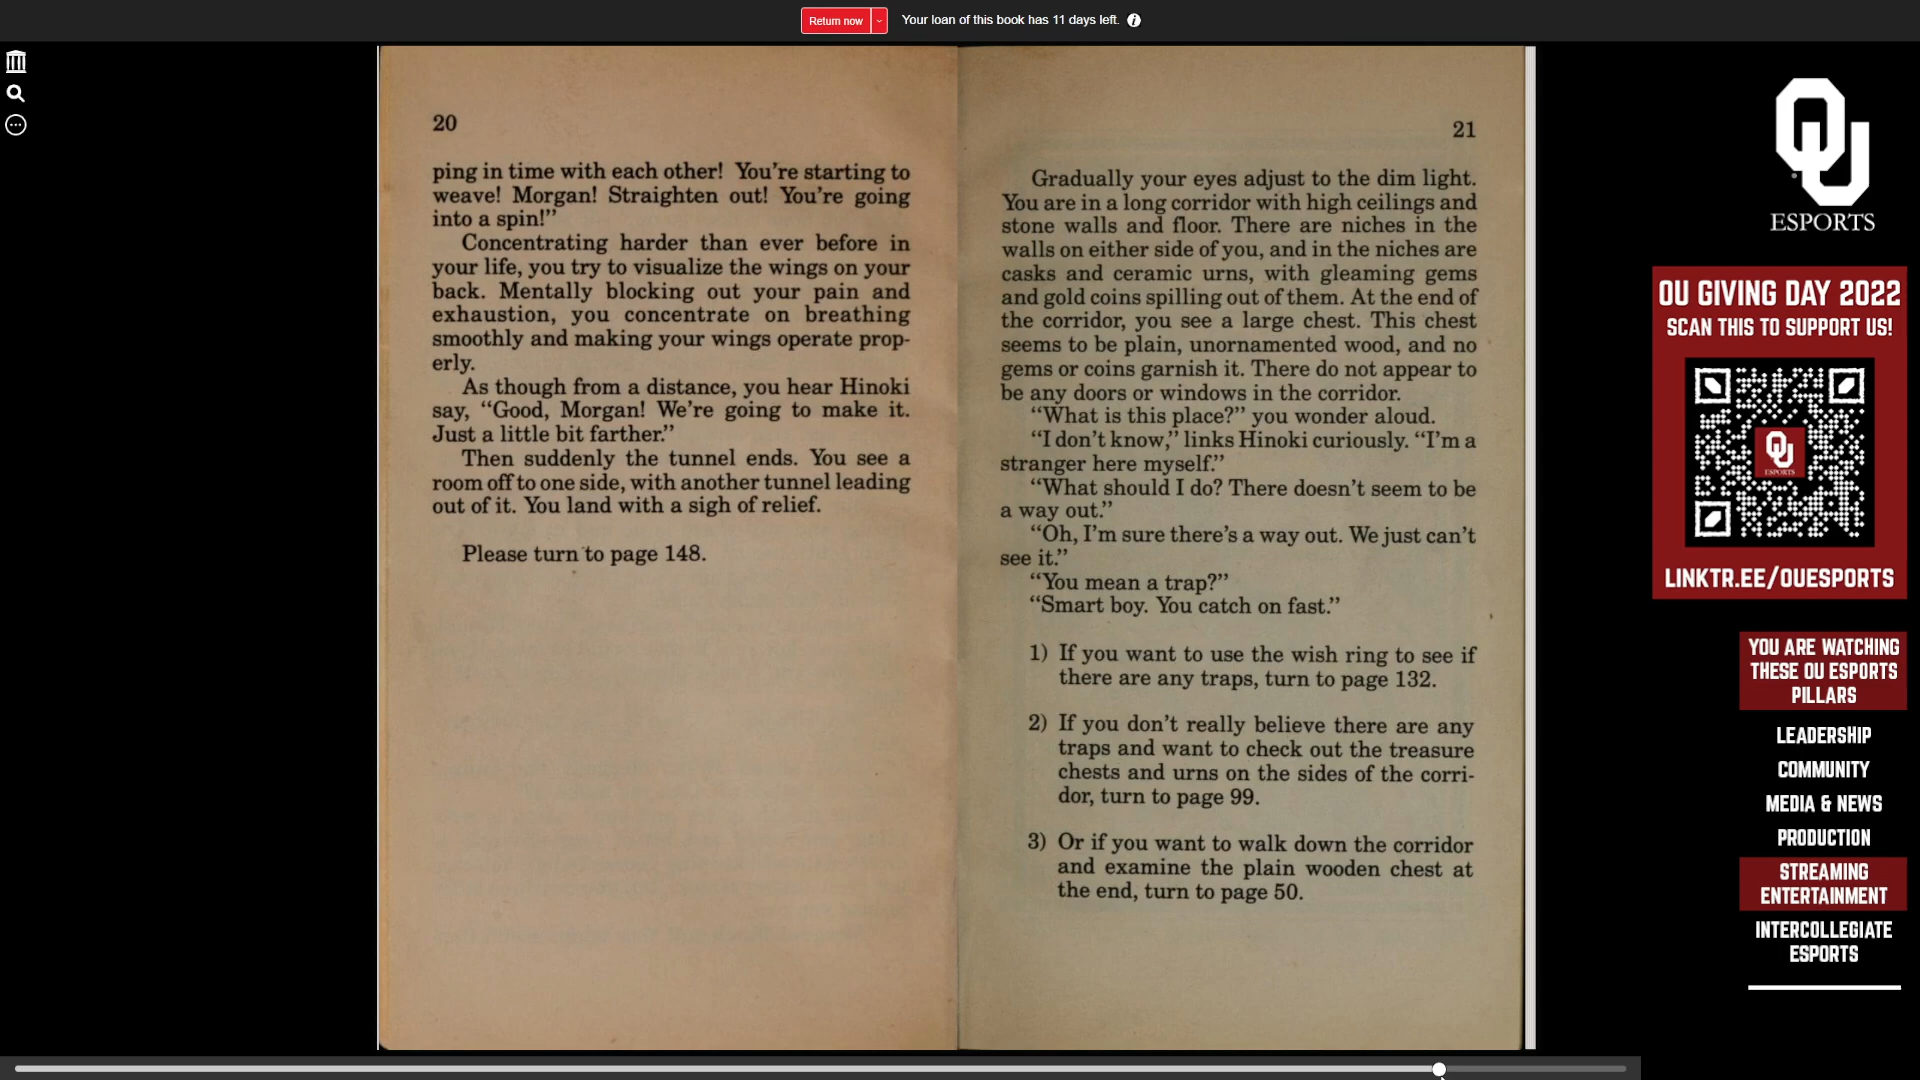 Return now
Your loan of this book has 11 days left.
20
ping in time with each other! You're starting to
weave! Morgan! Straighten out! You're going
into a spin!"
Concentrating harder than ever before in
your life, you try to visualize the wings on your
back. Mentally blocking out your pain and
exhaustion, you concentrate on breathing
smoothly and making your wings operate prop-
erly.
As though from a distance, you hear Hinoki
say, "Good, Morgan! We're going to make it.
Just a little bit farther."
Then suddenly the tunnel ends. You see a
room off to one side, with another tunnel leading
out of it. You land with a sigh of relief.
Please turn to page 148.
21
Gradually your eyes adjust to the dim light.
You are in a long corridor with high ceilings and
stone walls and floor. There are niches in the
walls on either side of you, and in the niches are
casks and ceramic urns, with gleaming gems
and gold coins spilling out of them. At the end of
the corridor, you see a large chest. This chest
seems to be plain, unornamented wood, and no
gems or coins garnish it. There do not appear to
be any doors or windows in the corridor.
"What is this place?" you wonder aloud.
"I don't know," links Hinoki curiously. "I'm a
stranger here myself."
"What should I do? There doesn't seem to be
a way out."
"Oh, I'm sure there's a way out. We just can't
see it."
"You mean a trap?"
"Smart boy. You catch on fast."
1) If you want to use the wish ring to see if
there are any traps, turn to page 132.
2) If you don't really believe there are any
traps and want to check out the treasure
chests and urns on the sides of the corri-
dor, turn to page 99.
3) Or if you want to walk down the corridor
and examine the plain wooden chest at
the end, turn to page 50.
OU
ESPORTS
OU GIVING DAY 2022
SCAN THIS TO SUPPORT US!
OU
ESPORTS
LINKTR.EE/OUESPORTS
YOU ARE WATCHING
THESE OU ESPORTS
PILLARS
LEADERSHIP
COMMUNITY
MEDIA & NEWS
PRODUCTION
STREAMING
ENTERTAINMENT
INTERCOLLEGIATE
ESPORTS